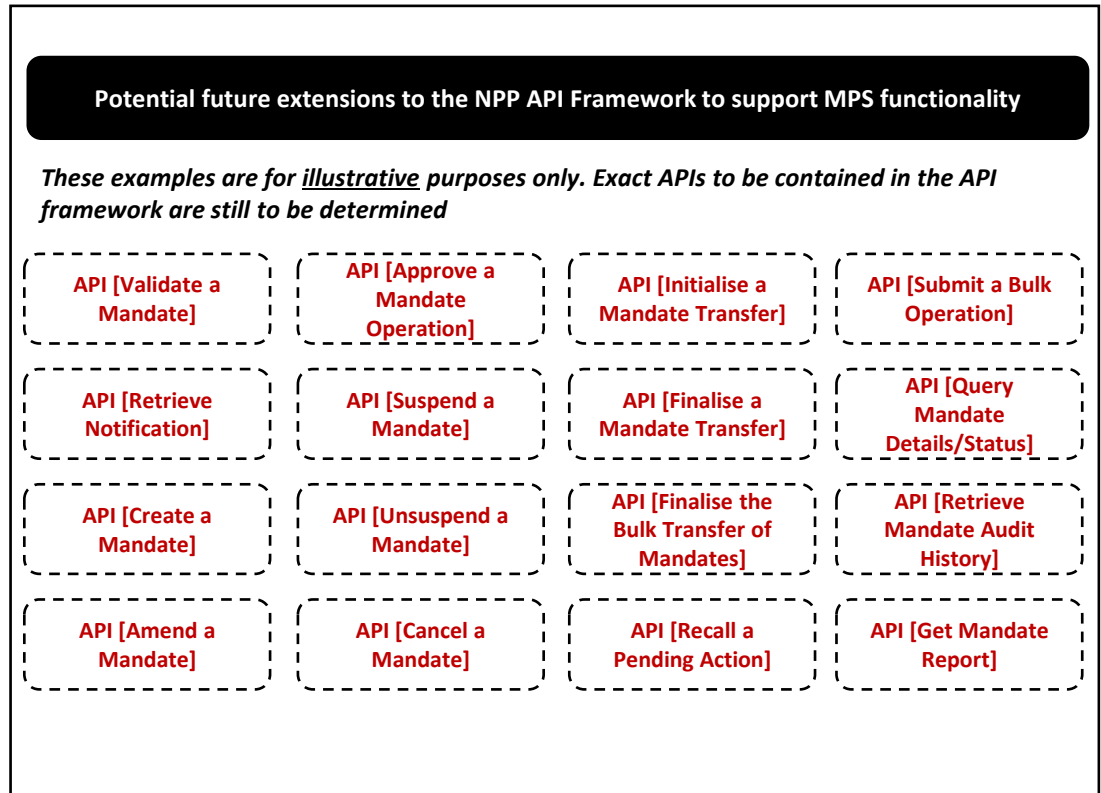 Potential future extensions to the NPP API Framework to support MPS functionality
These examples are for illustrative purposes only. Exact APIs to be contained in the API
framework are still to be determined
API [Validate a
Mandate]
API [Approve a
Mandate
Operation]
API [Initialise a
Mandate Transfer]
API [Submit a Bulk
Operation]
API [Retrieve
Notification]
API [Suspend a
Mandate]
API [Finalise a
Mandate Transfer]
API [Query
Mandate
Details/Status]
API [Create a
Mandate]
API [Unsuspend a
Mandate]
API [Finalise the
Bulk Transfer of
Mandates]
API [Retrieve
Mandate Audit
History]
API [Amend a
Mandate]
API [Cancel a
Mandate]
API [Recall a
Pending Action]
API [Get Mandate
Report]